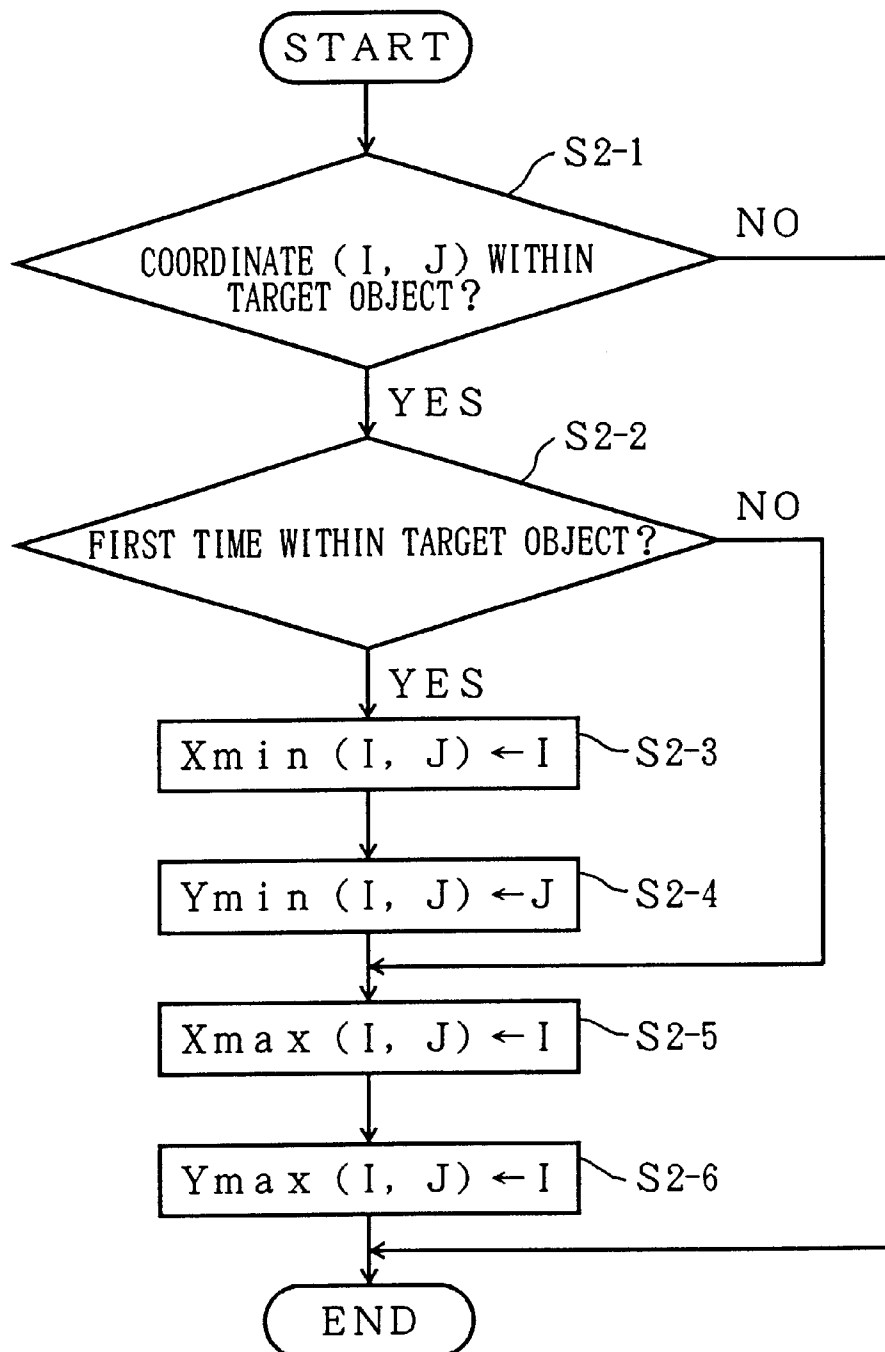 START
S2-1
NO
COORDINATE (I, J) WITHIN
TARGET OBJECT?
YES
S2-2
NO
FIRST TIME WITHIN TARGET OBJECT?
YES
Xmin (I, J) ← I
S2-3
Ymin (I, J) ← J
S2-4
Xmax (I, J) ← I
S2-5
Ymax (I, J) ← I
S2-6
END